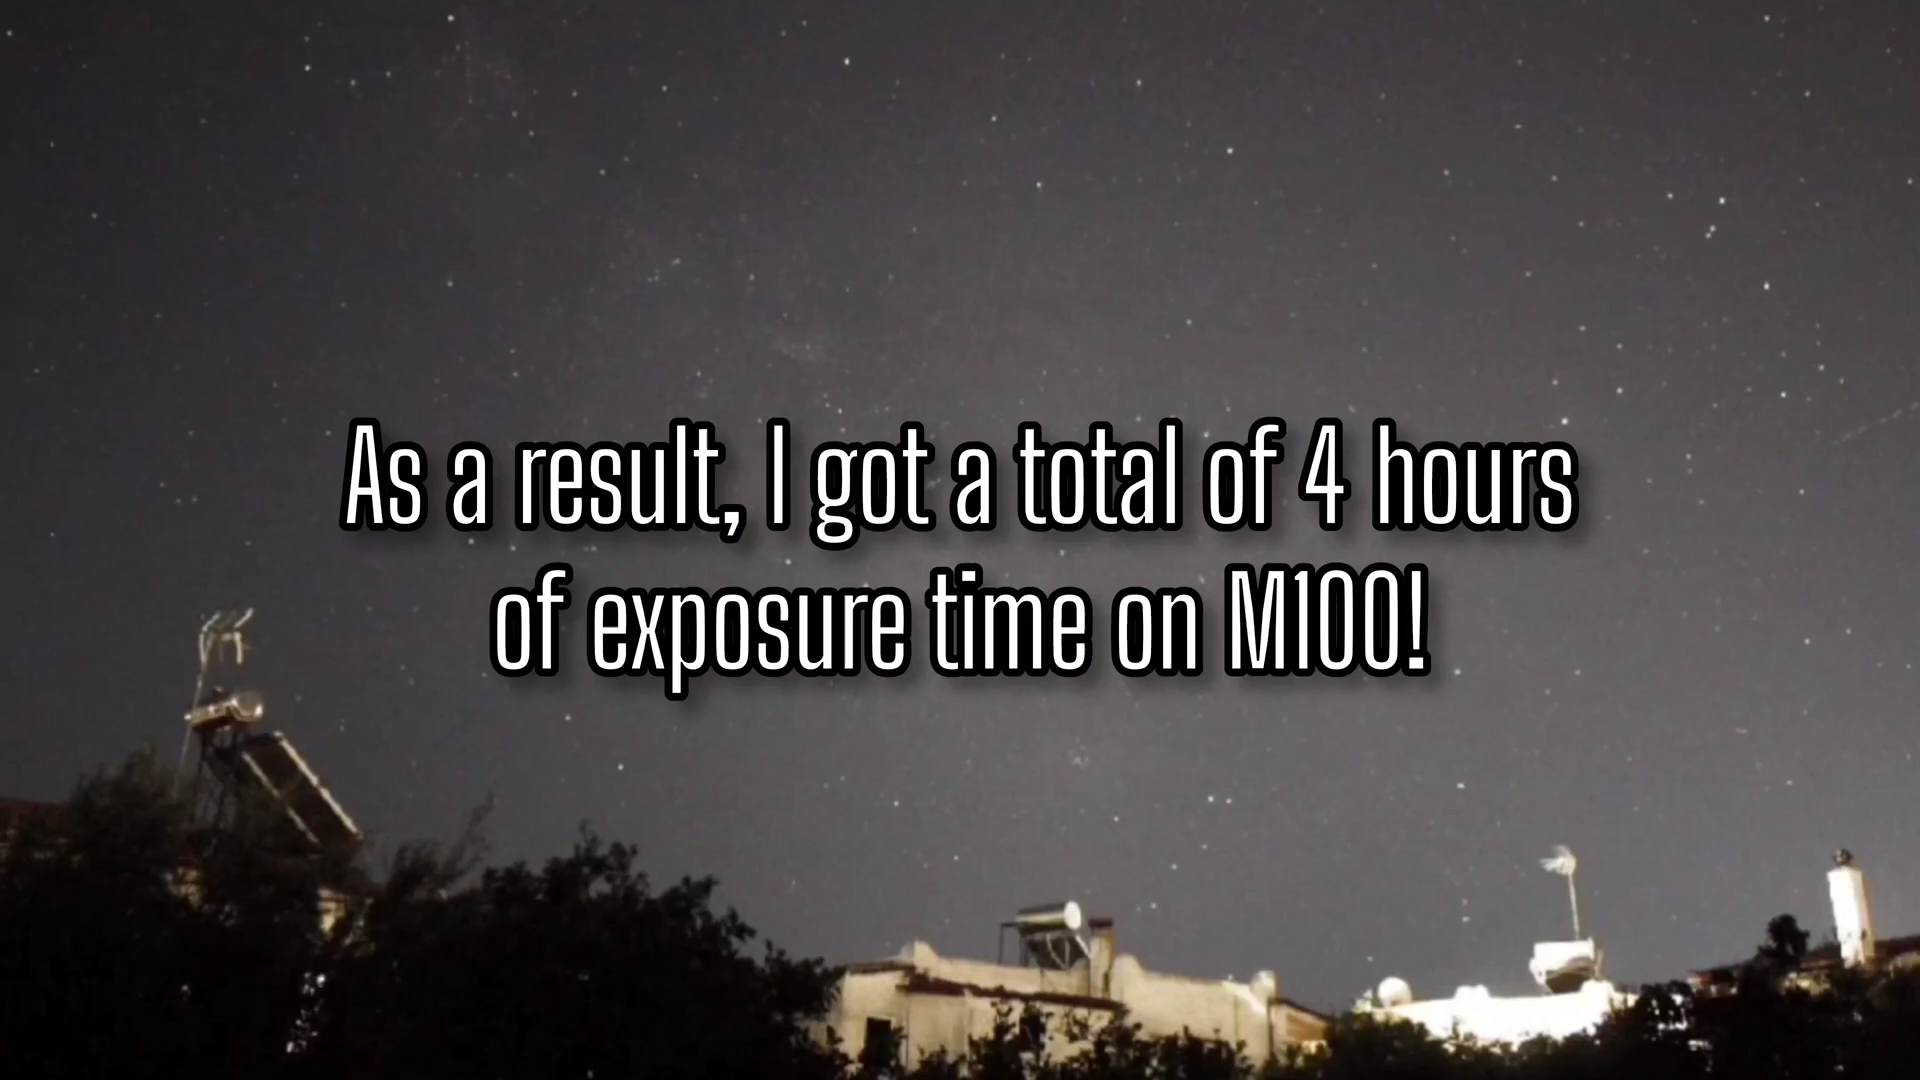 As a result, I got a total of 4 hours
of exposure time on M100!